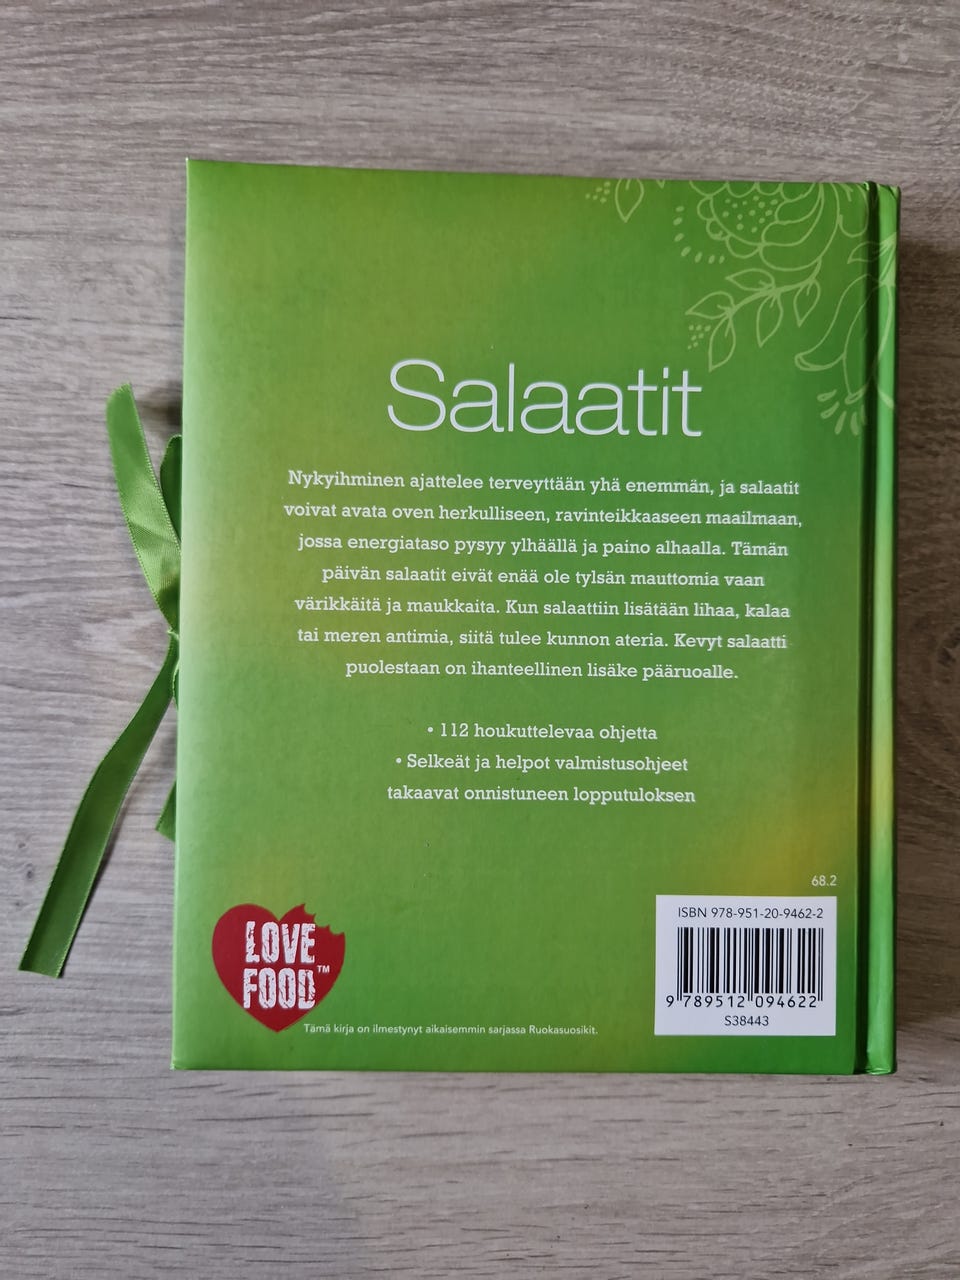 Salaatit
Nykyihminen ajattelee terveyttään yhä enemmän, ja salaatit
voivat avata oven herkulliseen, ravinteikkaaseen maailmaan,
jossa energiataso pysyy ylhäällä ja paino alhaalla. Tämän
päivän salaatit eivät enää ole tylsän mauttomia vaan
värikkäitä ja maukkaita. Kun salaattiin lisätään lihaa, kalaa
tai meren antimia, siitä tulee kunnon ateria. Kevyt salaatti
puolestaan on ihanteellinen lisäke pääruoalle.
• 112 houkuttelevaa ohjetta
• Selkeät ja helpot valmistusohjeet
takaavat onnistuneen lopputuloksen
68.2
ISBN 978-951-20-9462-2
9 789512 094622
S38443
LOVE
FOOD™
Tämä kirja on ilmestynyt aikaisemmin sarjassa Ruokasuosikit.